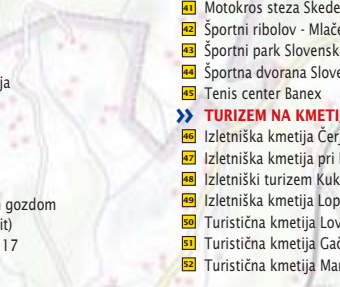 ja
gozdom
it)
17
41 Motokros steza Skede
42 Športni ribolov - Mlače
43 Športni park Slovensk
44 Športna dvorana Slove
45 Tenis center Banex
>> TURIZEM NA KMETIJ
46 Izletniška kmetija Čerj
47 Izletniška kmetija pri
48 Izletniški turizem Kuk
49 Izletniška kmetija Lop
50 Turistična kmetija Lov
51 Turistična kmetija Gač
52 Turistična kmetija Mar